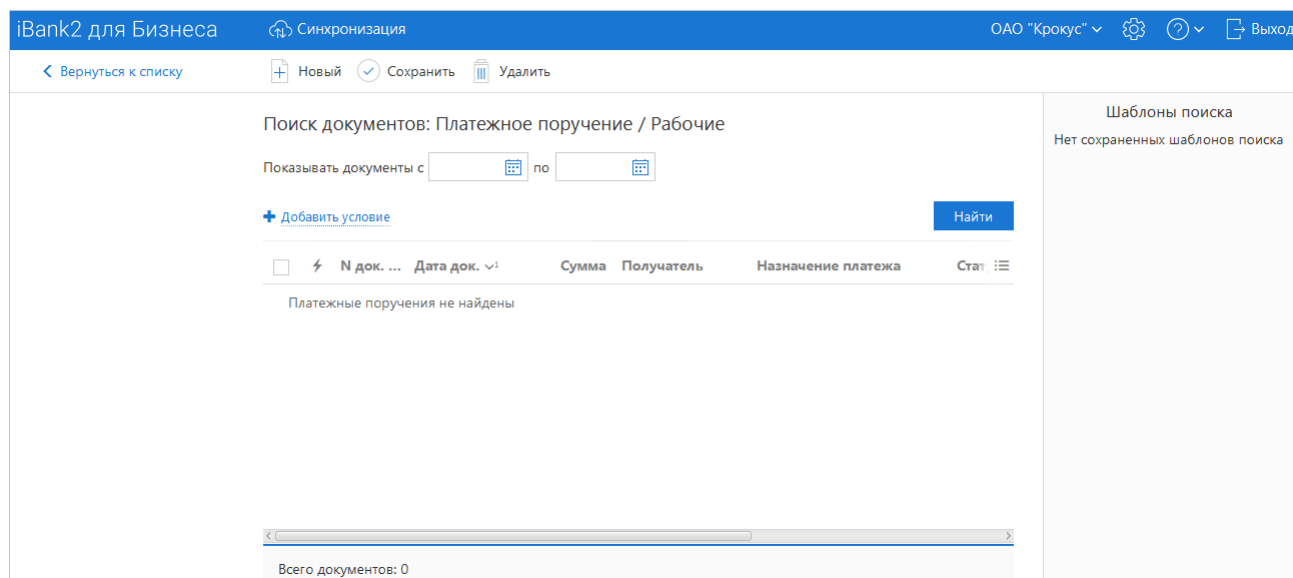 iBank2 для Бизнеса Синхронизация ОАО "Крокус" Выход
Вернуться к списку Новый Сохранить Удалить
Поиск документов: Платежное поручение / Рабочие
Показывать документы с по
Добавить условие Найти
N док. ... Дата док. 1 Сумма Получатель Назначение платежа Стат
Платежные поручения не найдены
Всего документов: 0
Шаблоны поиска
Нет сохраненных шаблонов поиска